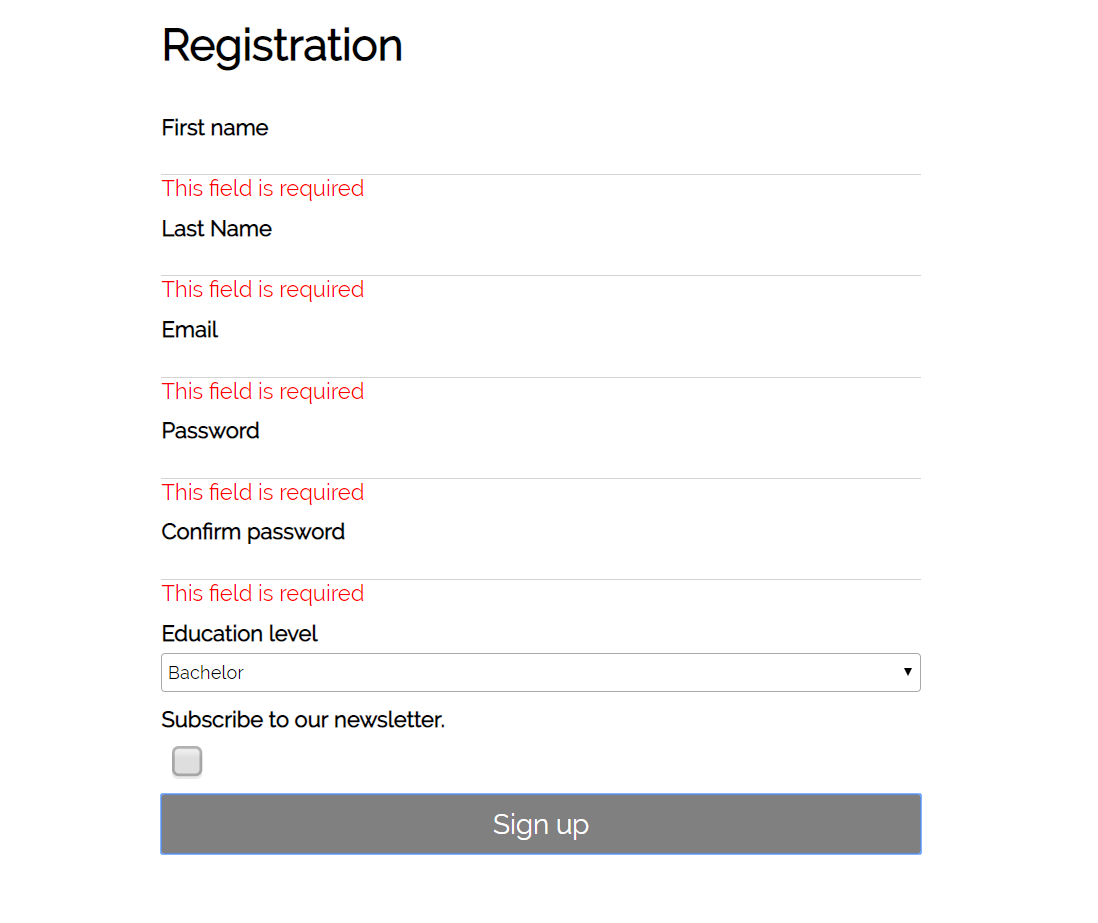 Registration
First name
This field is required
Last Name
This field is required
Email
This field is required
Password
This field is required
Confirm password
This field is required
Education level
Bachelor
Subscribe to our newsletter.
Sign up